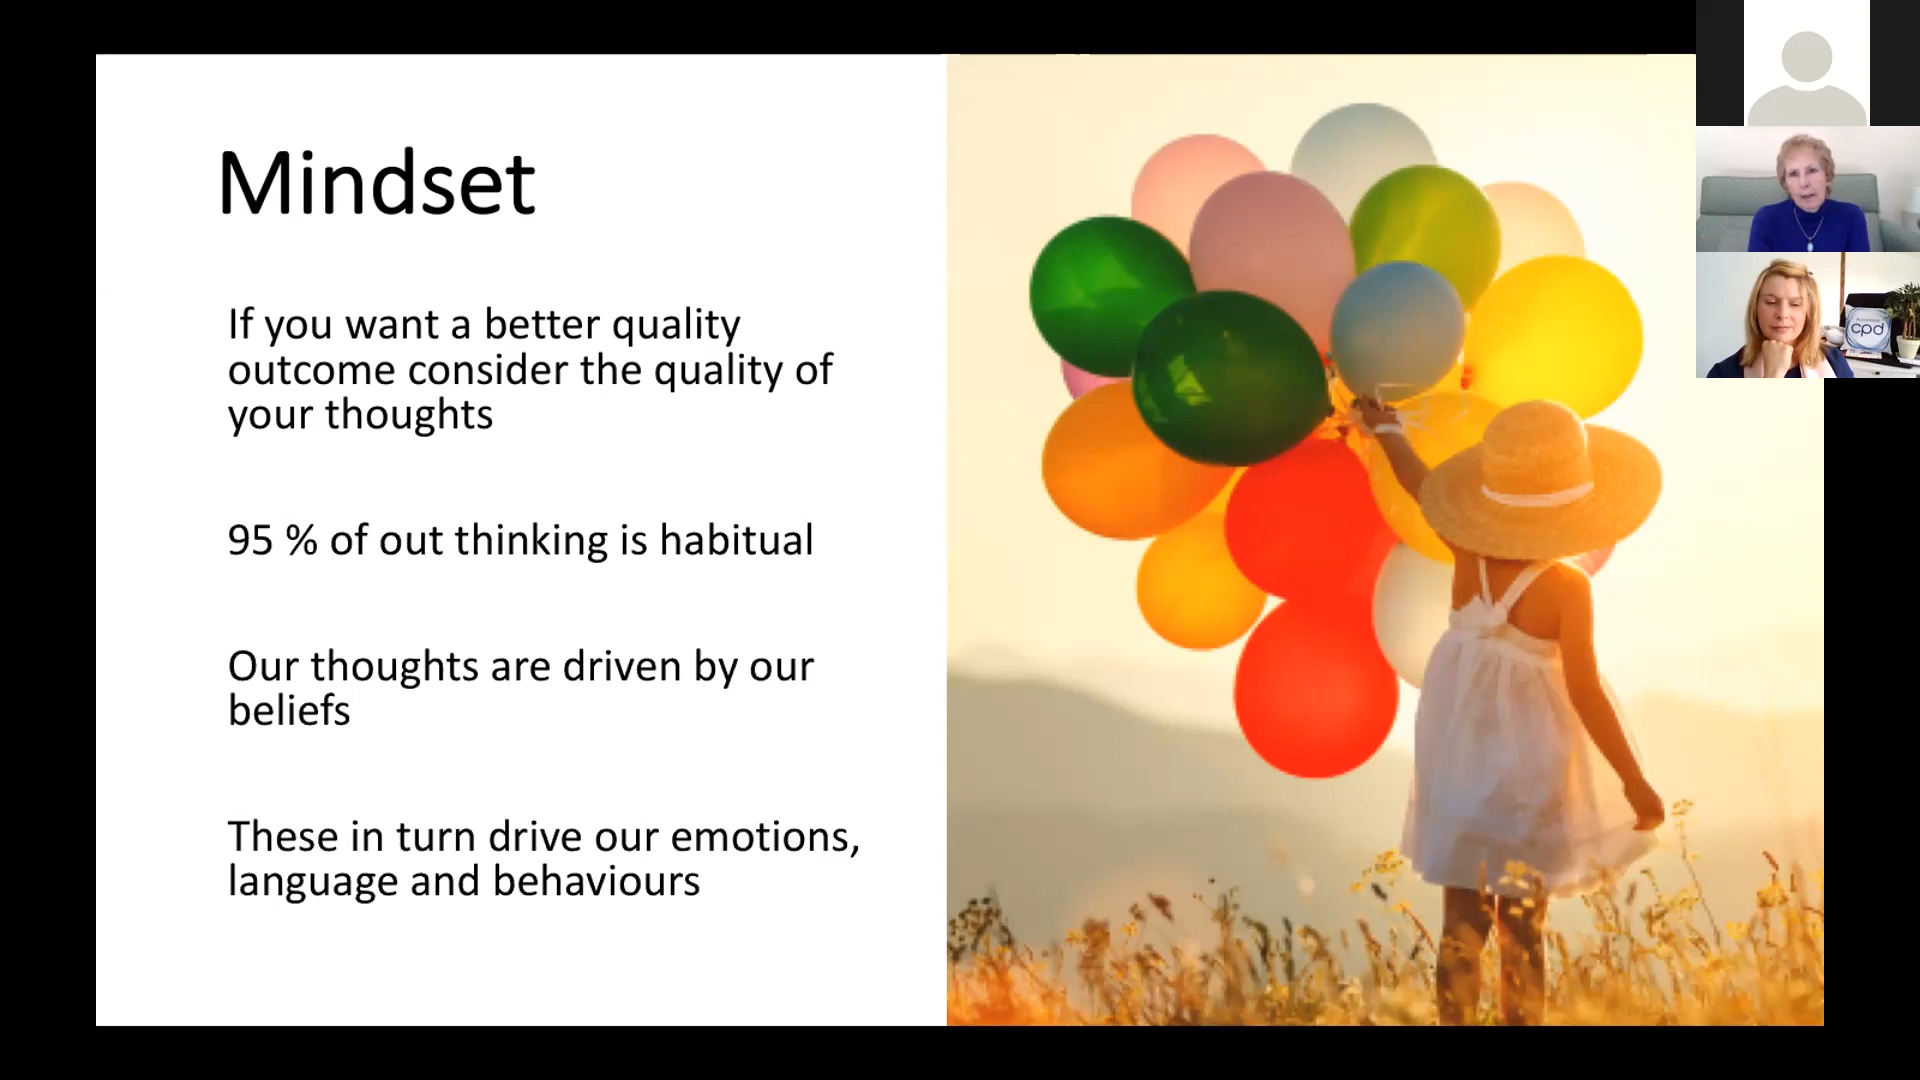 Mindset
If you want a better quality
outcome consider the quality of
your thoughts
95 % of out thinking is habitual
Our thoughts are driven by our
beliefs
These in turn drive our emotions,
language and behaviours
cpd